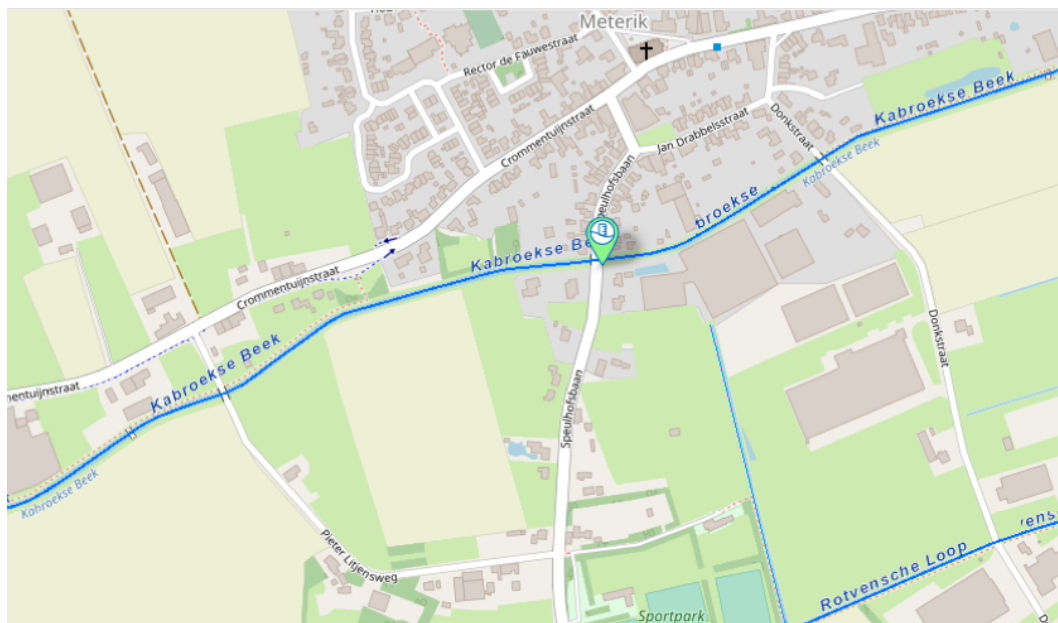 Meterik
Rector de Fauwestraat
Kabroekse Beek
Crommentuijnstraat
Jan Drabbelsstraat
Donkstraat
Kabroekse Beek
Speulhofsbaan
broekse
Kabroekse Be
Crommentuijnstraat
Kabroekse Beek
Donkstraat
mentuijnstraat
Speulhofsbaan
Kabroekse Beek
Pieter Litjensweg
Rotvensche Loop
Sportpark